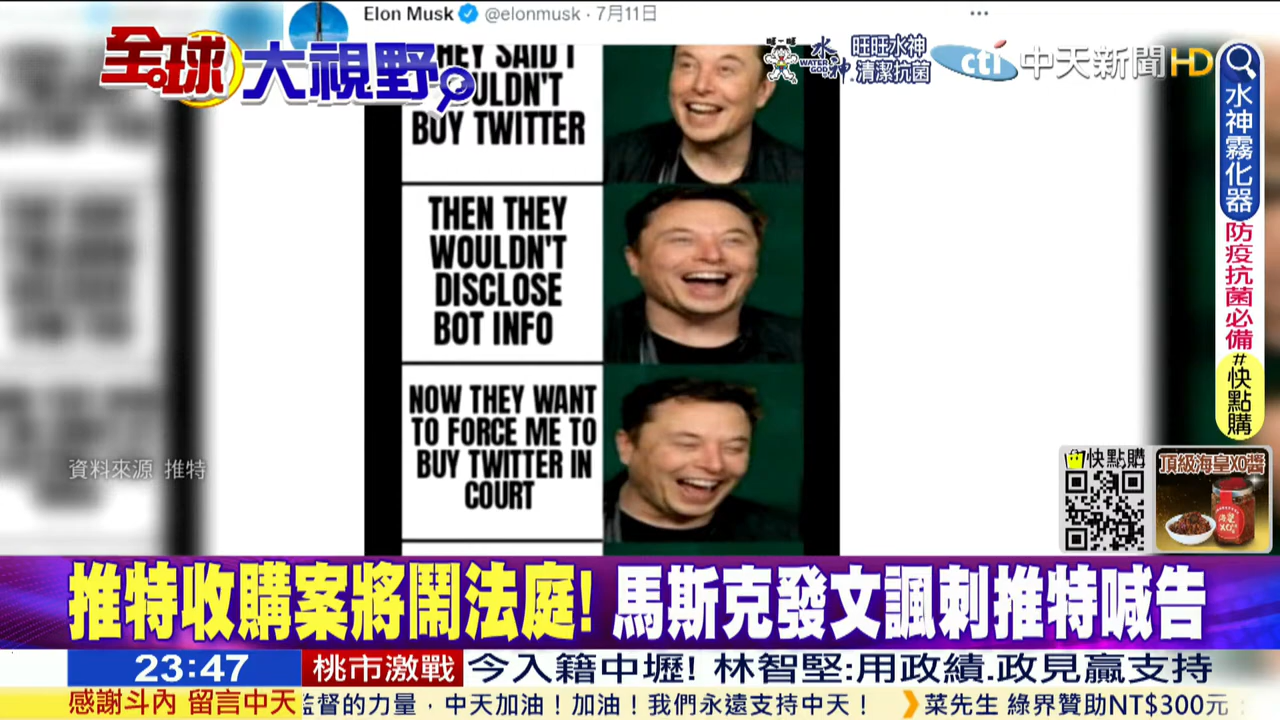 Elon Musk @elonmusk · 7月11日
全球大視野
水神
WATER GOD
旺旺水神
清潔抗菌
cti 中天新聞HD
THEY SAID I
COULDN'T
BUY TWITTER
THEN THEY
WOULDN'T
DISCLOSE
BOT INFO
NOW THEY WANT
TO FORCE ME TO
BUY TWITTER IN
COURT
水神霧化器
防疫抗菌必備
#快點購
快點購
頂級海皇XO醬
資料來源 推特
推特收購案將鬧法庭! 馬斯克發文諷刺推特喊告
23:47 桃市激戰 今入籍中壢! 林智堅:用政績.政見贏支持
感謝斗內 留言中天 監督的力量,中天加油!加油!我們永遠支持中天! 菜先生 綠界贊助NT$300元